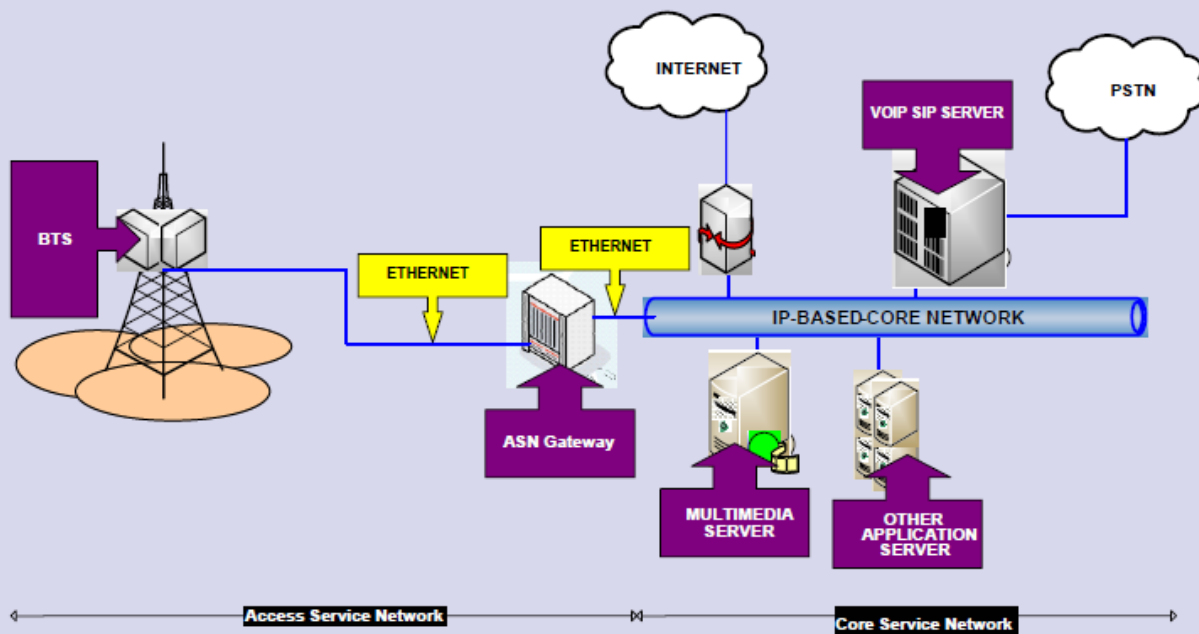 INTERNET
PSTN
VOIP SIP SERVER
BTS
ETHERNET
ETHERNET
IP-BASED-CORE NETWORK
ASN Gateway
MULTIMEDIA
SERVER
OTHER
APPLICATION
SERVER
Access Service Network
Core Service Network